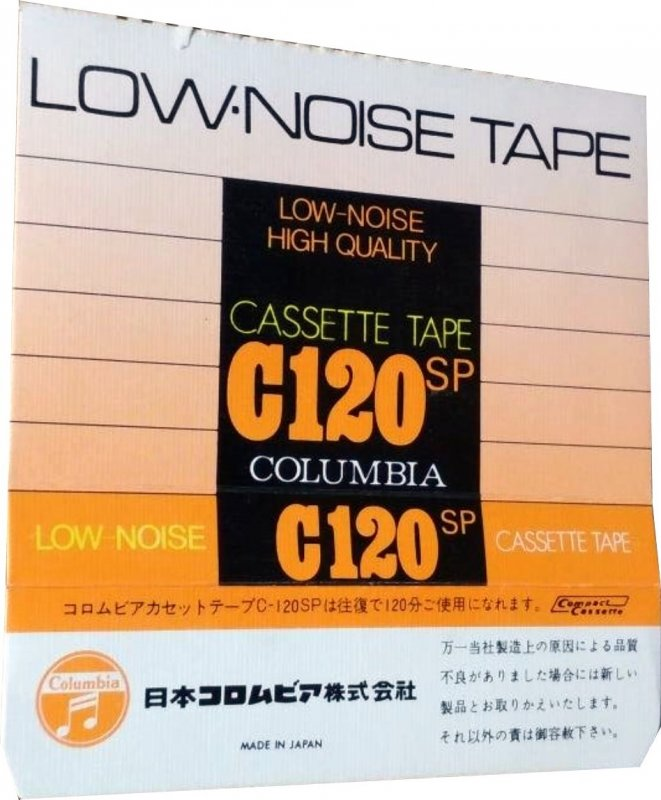 LOW·NOISE TAPE
LOW-NOISE
HIGH QUALITY
CASSETTE TAPE
C120SP
COLUMBIA
LOW-NOISE
C120SP
CASSETTE TAPE
コロムビアカセットテープC-120SPは往復で120分ご使用になれます。
Compact
Cassette
Columbia
日本コロムビア株式会社
MADE IN JAPAN
万一当社製造上の原因による品質
不良がありました場合には新しい
製品とお取りかえいたします。
それ以外の責は御容赦下さい。